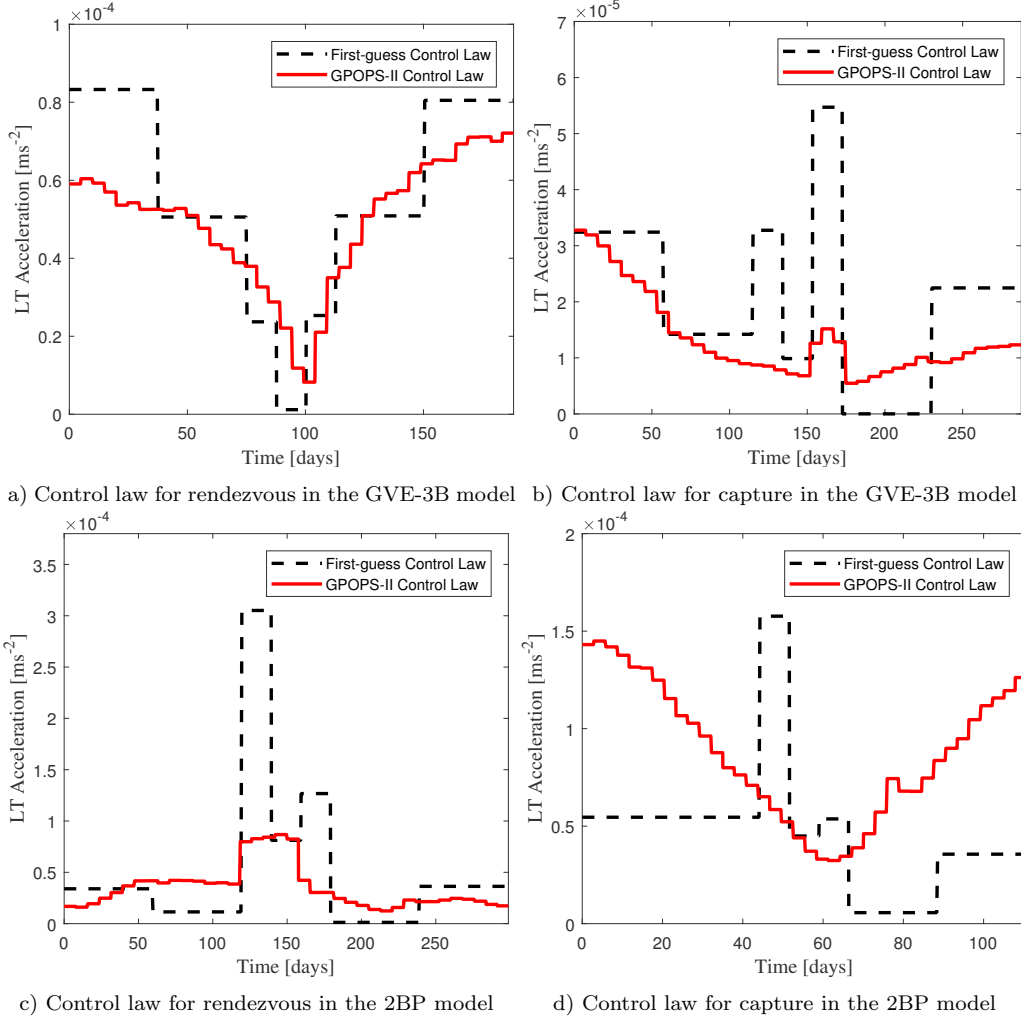 ×10⁻⁴
1
0.8
0.6
0.4
0.2
0
LT Acceleration [ms⁻²]
First-guess Control Law
GPOPS-II Control Law
0 50 100 150
Time [days]
a) Control law for rendezvous in the GVE-3B model
×10⁻⁵
7
6
5
4
3
2
1
0
LT Acceleration [ms⁻²]
First-guess Control Law
GPOPS-II Control Law
0 50 100 150 200 250
Time [days]
b) Control law for capture in the GVE-3B model
×10⁻⁴
3.5
3
2.5
2
1.5
1
0.5
0
LT Acceleration [ms⁻²]
First-guess Control Law
GPOPS-II Control Law
0 50 100 150 200 250
Time [days]
c) Control law for rendezvous in the 2BP model
×10⁻⁴
2
1.5
1
0.5
0
LT Acceleration [ms⁻²]
First-guess Control Law
GPOPS-II Control Law
0 20 40 60 80 100
Time [days]
d) Control law for capture in the 2BP model